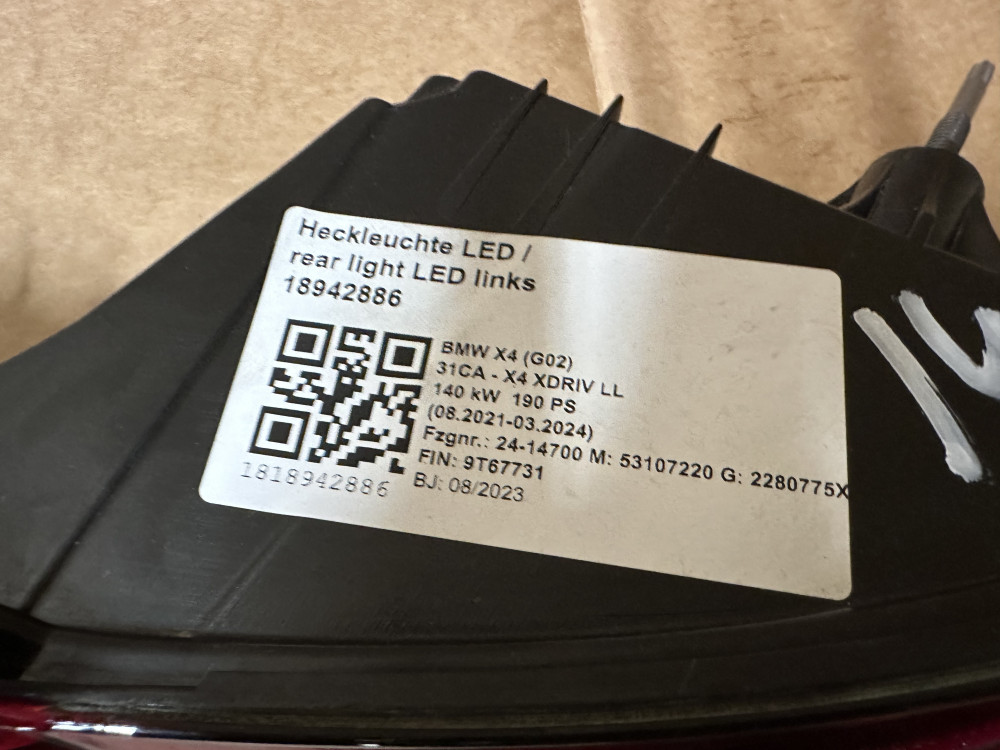 Heckleuchte LED /
rear light LED links
18942886
BMW X4 (G02)
31CA - X4 XDRIV LL
140 kW 190 PS
(08.2021-03.2024)
Fzgnr.: 24-14700 M: 53107220 G: 2280775X
FIN: 9T67731
BJ: 08/2023
1818942886